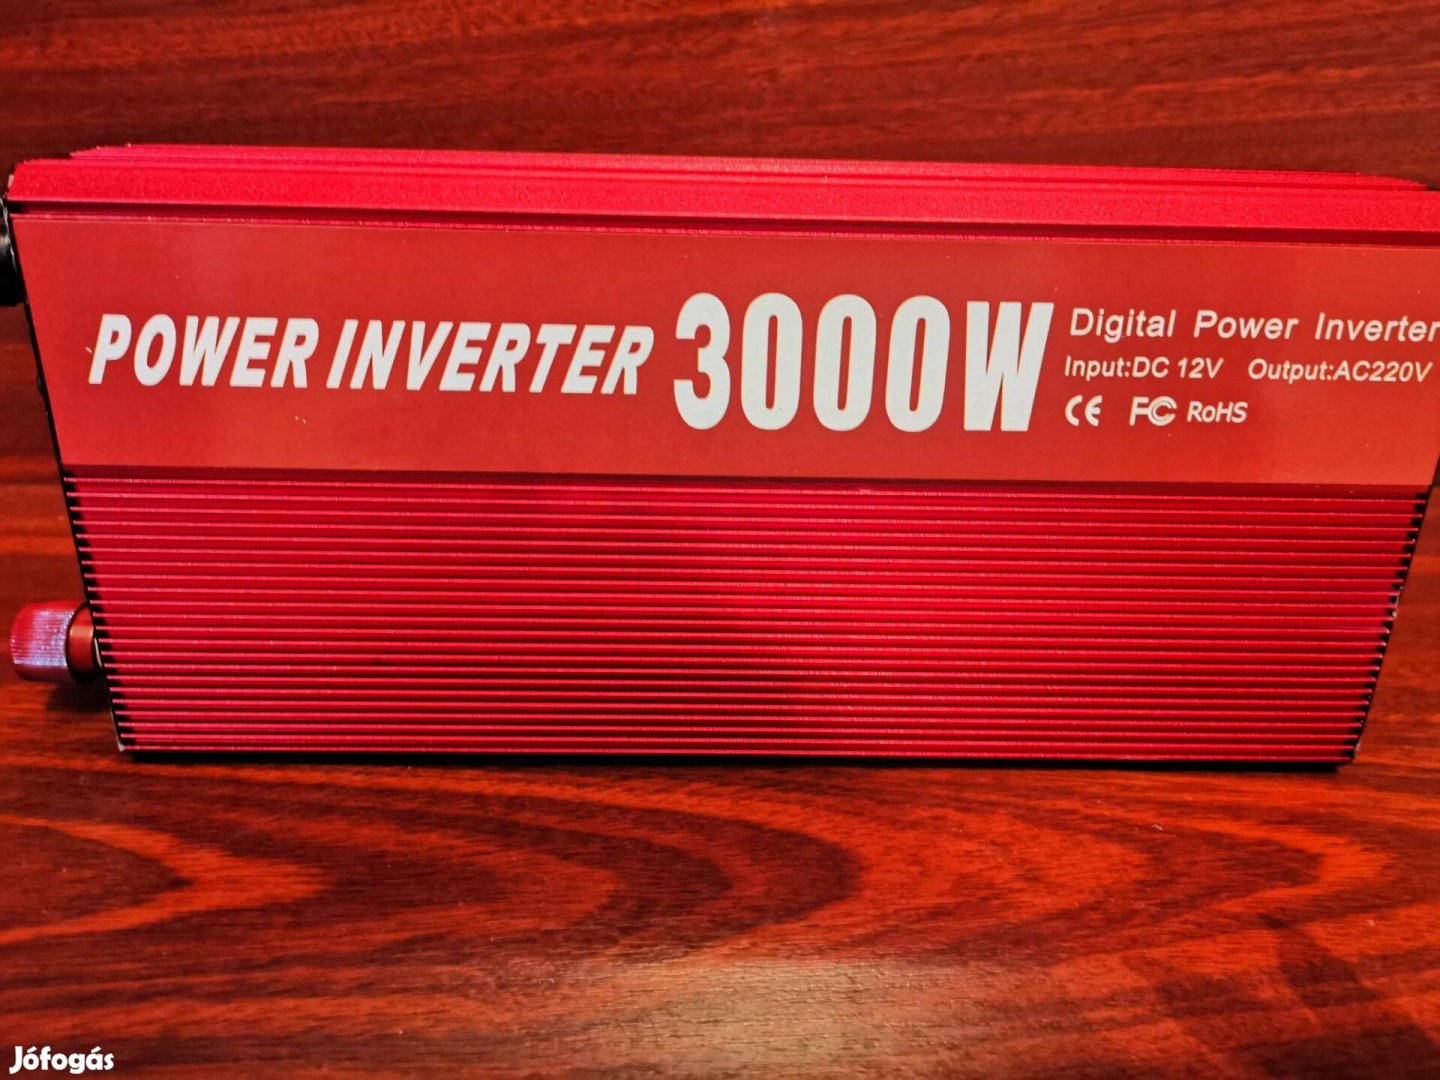 POWER INVERTER 3000W
Digital Power Inverter
Input:DC 12V Output:AC220V
CE FC RoHS
Jófogás